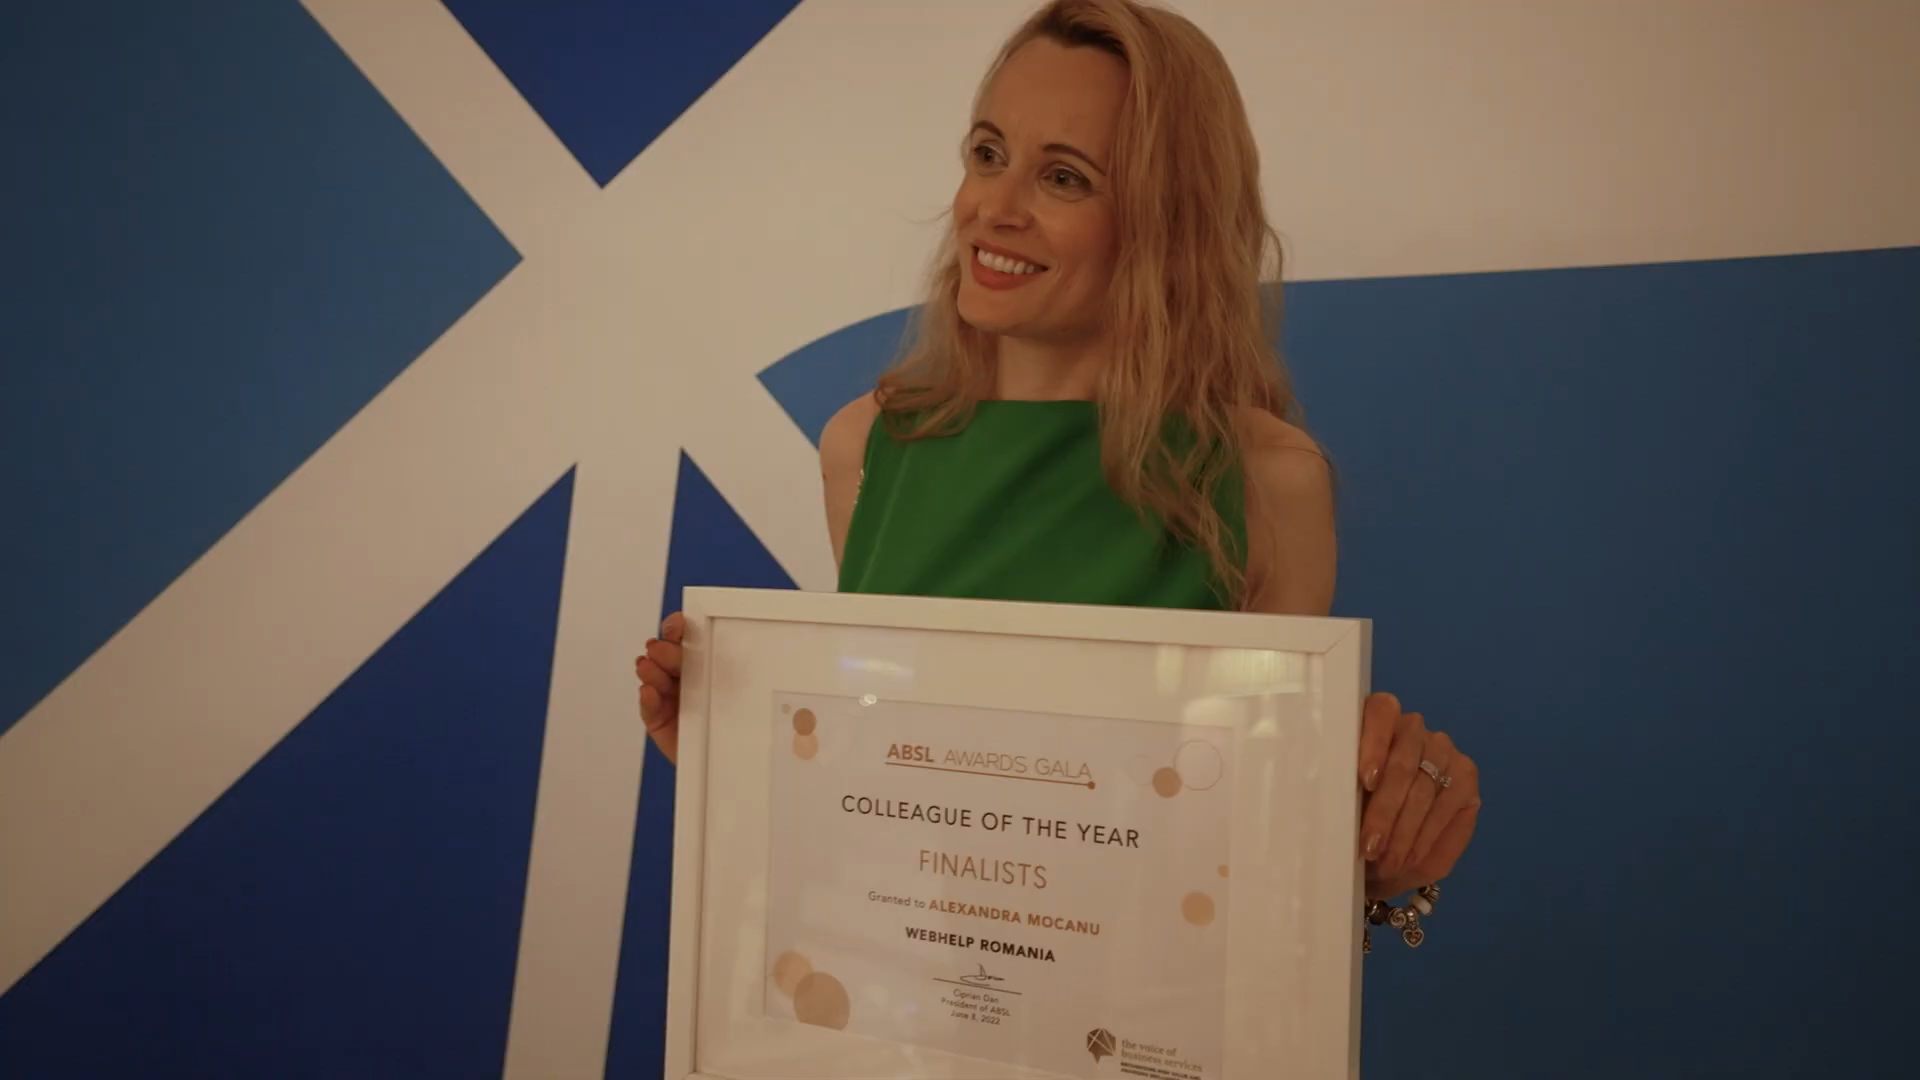 ABSL AWARDS GALA
COLLEAGUE OF THE YEAR
FINALISTS
Granted to ALEXANDRA MOCANU
WEBHELP ROMANIA
Ciprian Dan
President of ABSL
June 8, 2022
the voice of
business services